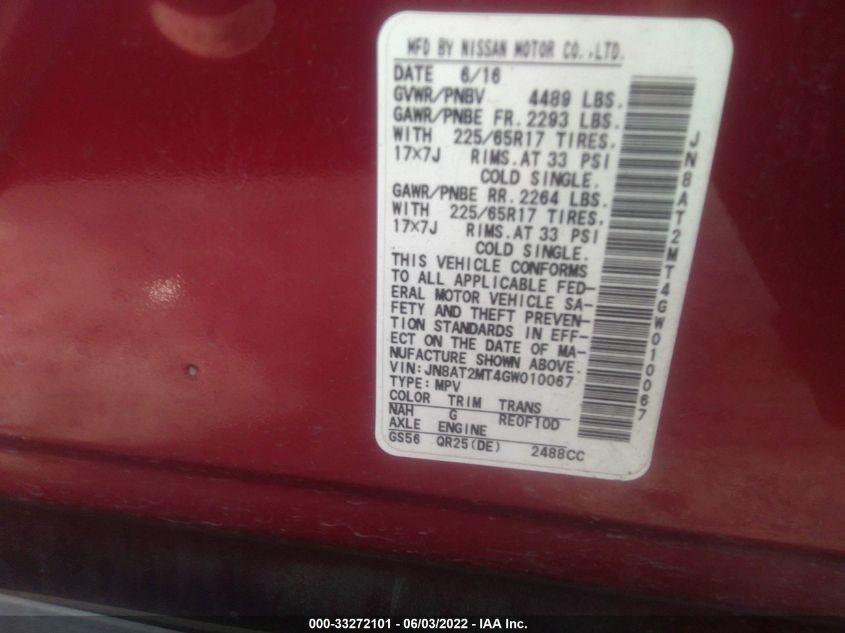 MFD BY NISSAN MOTOR CO.,LTD.
DATE 6/16
GVWR/PNBV 4489 LBS.
GAWR/PNBE FR. 2293 LBS.
WITH 225/65R17 TIRES.
17×7J RIMS.AT 33 PSI
COLD SINGLE.
GAWR/PNBE RR. 2264 LBS.
WITH 225/65R17 TIRES.
17×7J RIMS.AT 33 PSI
COLD SINGLE.
THIS VEHICLE CONFORMS
TO ALL APPLICABLE FED-
ERAL MOTOR VEHICLE SA-
FETY AND THEFT PREVEN-
TION STANDARDS IN EFF-
ECT ON THE DATE OF MA-
NUFACTURE SHOWN ABOVE.
VIN: JN8AT2MT4GW010067
TYPE: MPV
COLOR TRIM TRANS
NAH G RE0F10D
AXLE ENGINE
GS56 QR25(DE) 2488CC
JN8AT2MT4GW010067
000-33272101 - 06/03/2022 - IAA Inc.